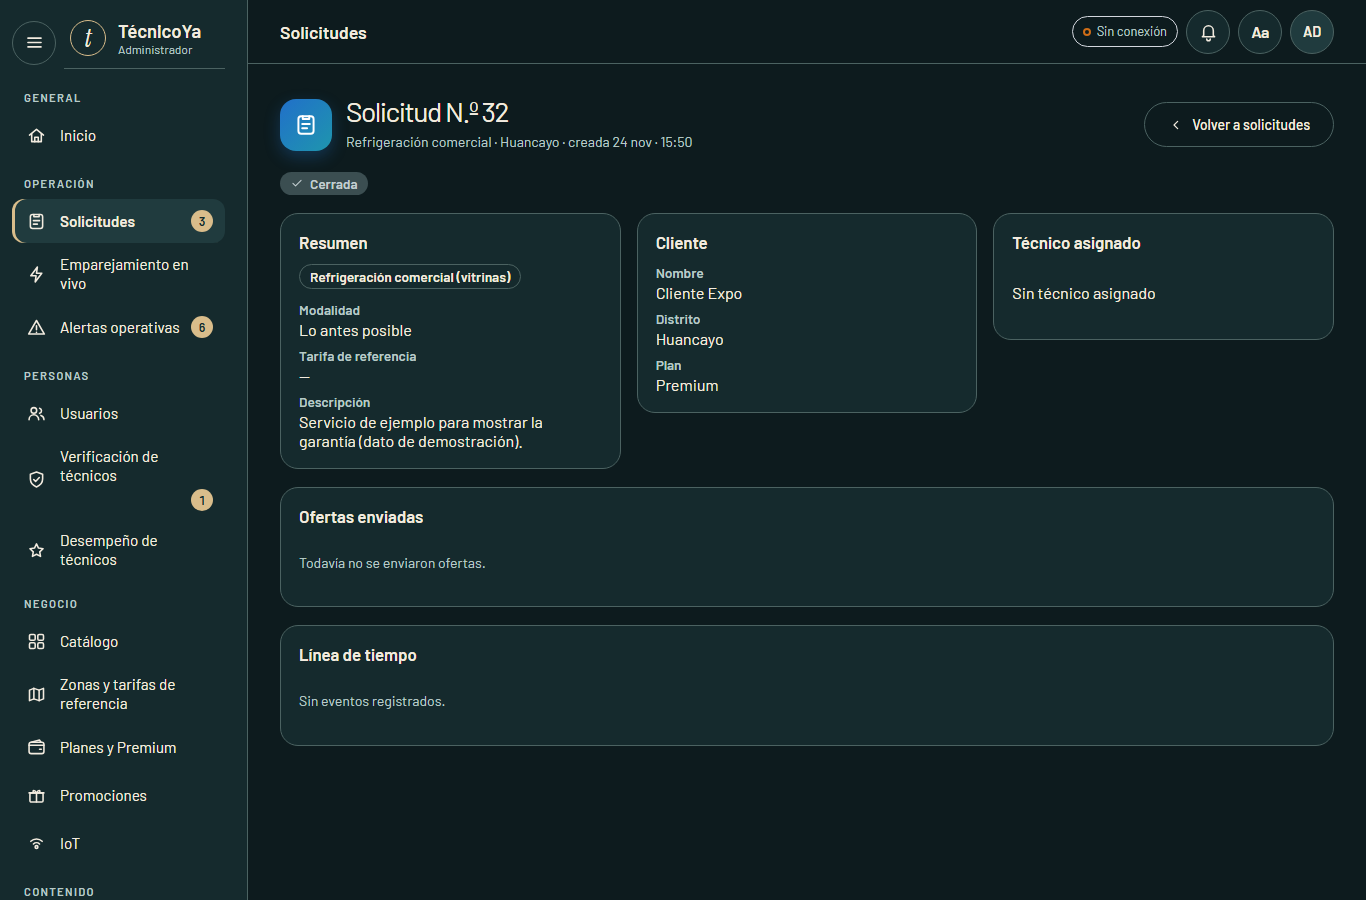 t
TécnicoYa
Administrador
GENERAL
Inicio
OPERACIÓN
Solicitudes
3
Emparejamiento en
vivo
Alertas operativas
6
PERSONAS
Usuarios
Verificación de
técnicos
1
Desempeño de
técnicos
NEGOCIO
Catálogo
Zonas y tarifas de
referencia
Planes y Premium
Promociones
IoT
CONTENIDO
Solicitudes
Sin conexión
Aa
AD
Solicitud N.º 32
Refrigeración comercial · Huancayo · creada 24 nov · 15:50
Volver a solicitudes
Cerrada
Resumen
Refrigeración comercial (vitrinas)
Modalidad
Lo antes posible
Tarifa de referencia
—
Descripción
Servicio de ejemplo para mostrar la
garantía (dato de demostración).
Cliente
Nombre
Cliente Expo
Distrito
Huancayo
Plan
Premium
Técnico asignado
Sin técnico asignado
Ofertas enviadas
Todavía no se enviaron ofertas.
Línea de tiempo
Sin eventos registrados.